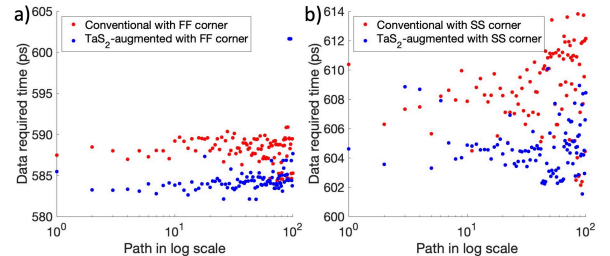 a)
Conventional with FF corner
TaS2-augmented with FF corner
Data required time (ps)
605
600
595
590
585
580
10^0
10^1
10^2
Path in log scale
b)
Conventional with SS corner
TaS2-augmented with SS corner
Data required time (ps)
614
612
610
608
606
604
602
600
10^0
10^1
10^2
Path in log scale